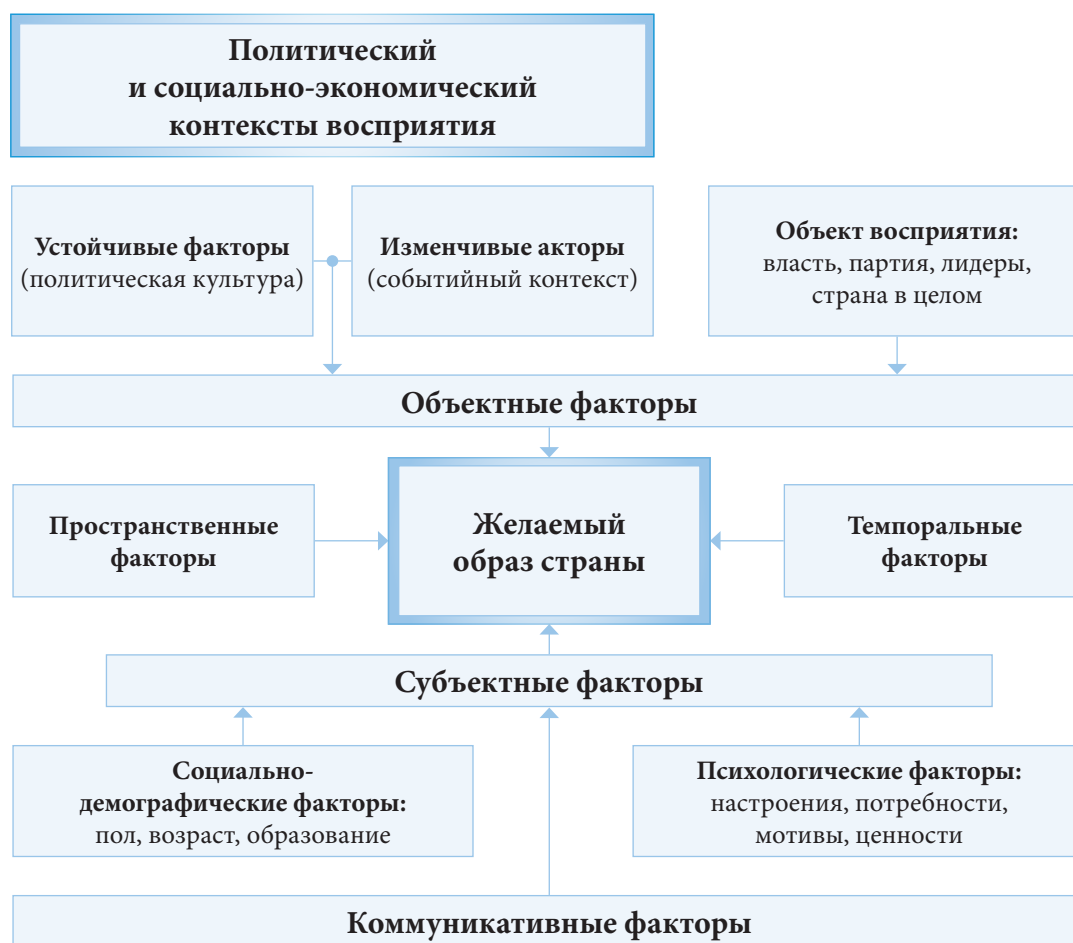 Политический
и социально-экономический
контексты восприятия
Устойчивые факторы
(политическая культура)
Изменчивые акторы
(событийный контекст)
Объект восприятия:
власть, партия, лидеры,
страна в целом
Объектные факторы
Пространственные
факторы
Желаемый
образ страны
Темпоральные
факторы
Субъектные факторы
Социально-
демографические факторы:
пол, возраст, образование
Психологические факторы:
настроения, потребности,
мотивы, ценности
Коммуникативные факторы